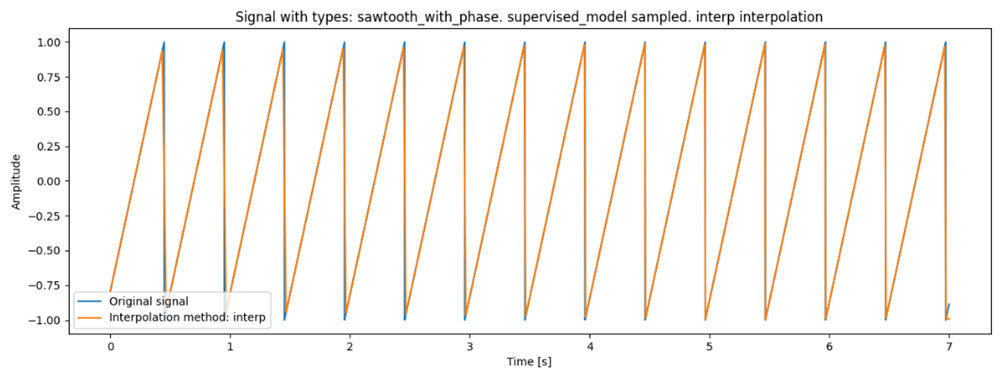 Signal with types: sawtooth_with_phase. supervised_model sampled. interp interpolation
1.00
0.75
0.50
0.25
0.00
−0.25
−0.50
−0.75
−1.00
Amplitude
Original signal
Interpolation method: interp
0 1 2 3 4 5 6 7
Time [s]